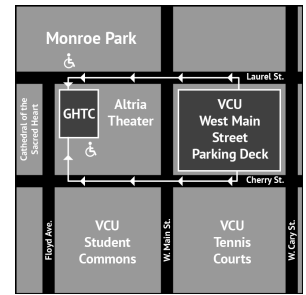 Monroe Park
Laurel St.
Cathedral of the
Sacred Heart
GHTC
Altria
Theater
VCU
West Main
Street
Parking Deck
Cherry St.
Floyd Ave.
VCU
Student
Commons
W. Main St.
VCU
Tennis
Courts
W. Cary St.